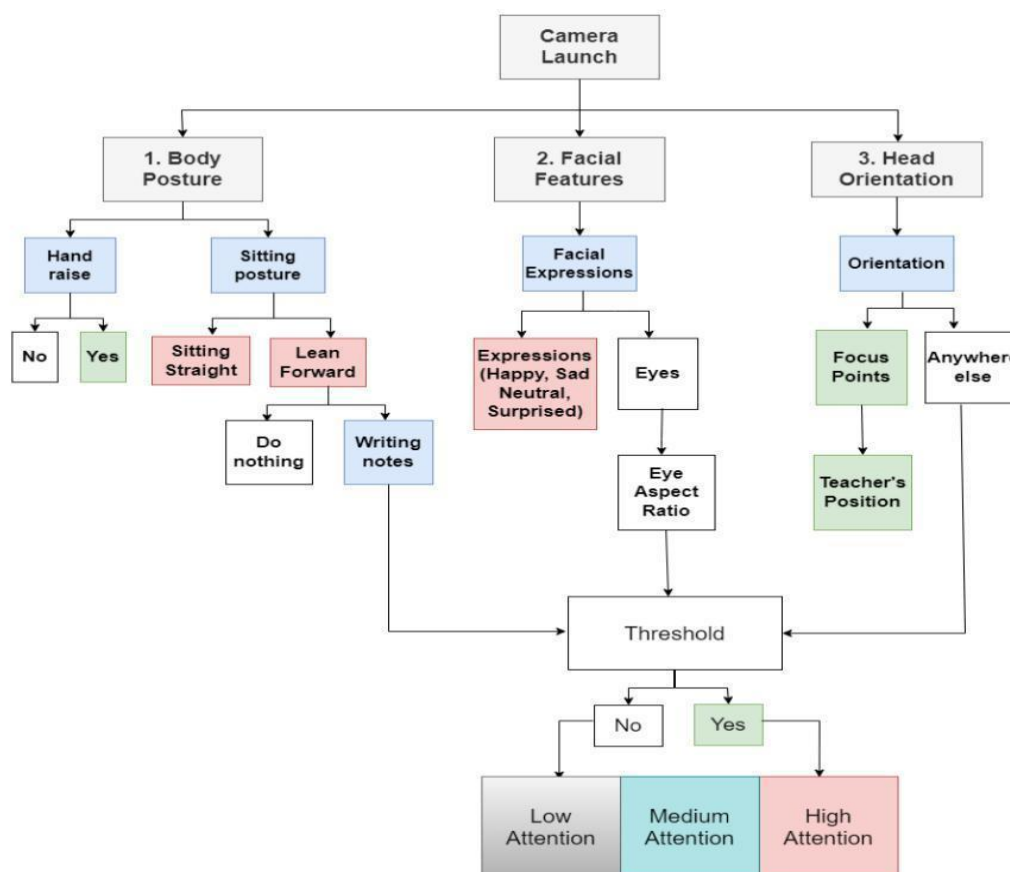 Camera
Launch
1. Body
Posture
2. Facial
Features
3. Head
Orientation
Hand
raise
Sitting
posture
Facial
Expressions
Orientation
No
Yes
Sitting
Straight
Lean
Forward
Expressions
(Happy, Sad
Neutral,
Surprised)
Eyes
Focus
Points
Anywhere
else
Do
nothing
Writing
notes
Eye
Aspect
Ratio
Teacher's
Position
Threshold
No
Yes
Low
Attention
Medium
Attention
High
Attention